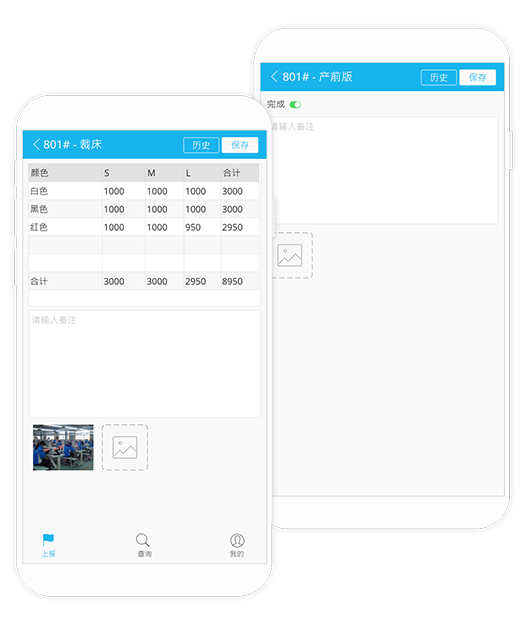 801# - 产前版
历史
保存
完成
请输入备注
801# - 裁床
历史
保存
颜色 S M L 合计
白色 1000 1000 1000 3000
黑色 1000 1000 1000 3000
红色 1000 1000 950 2950
合计 3000 3000 2950 8950
请输入备注
上报
查询
我的